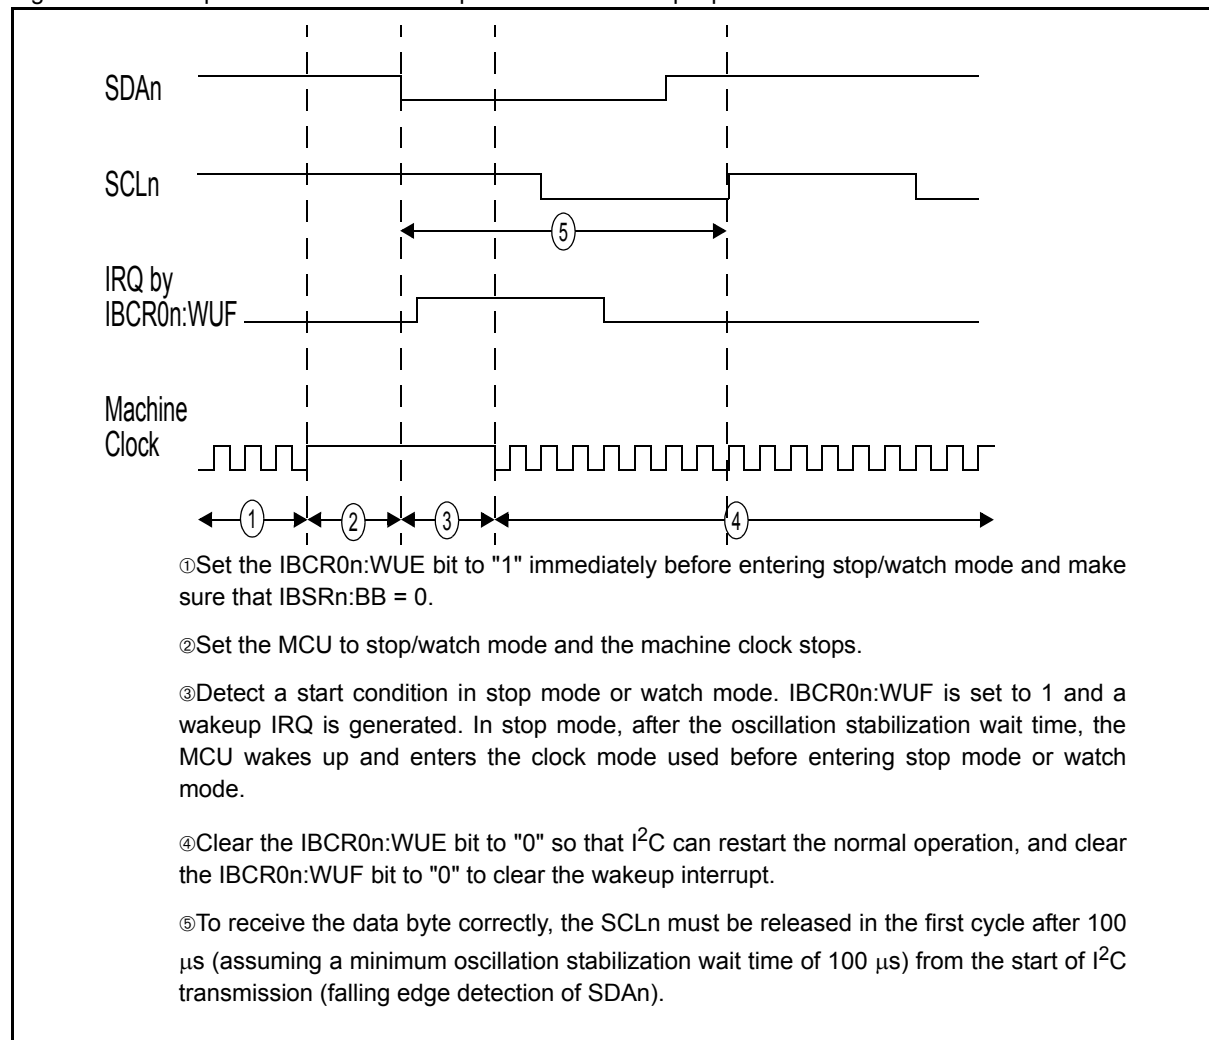 SDAn
SCLn
⑤
IRQ by
IBCR0n:WUF
Machine
Clock
① ② ③ ④
①Set the IBCR0n:WUE bit to "1" immediately before entering stop/watch mode and make
sure that IBSRn:BB = 0.
②Set the MCU to stop/watch mode and the machine clock stops.
③Detect a start condition in stop mode or watch mode. IBCR0n:WUF is set to 1 and a
wakeup IRQ is generated. In stop mode, after the oscillation stabilization wait time, the
MCU wakes up and enters the clock mode used before entering stop mode or watch
mode.
④Clear the IBCR0n:WUE bit to "0" so that I²C can restart the normal operation, and clear
the IBCR0n:WUF bit to "0" to clear the wakeup interrupt.
⑤To receive the data byte correctly, the SCLn must be released in the first cycle after 100
μs (assuming a minimum oscillation stabilization wait time of 100 μs) from the start of I²C
transmission (falling edge detection of SDAn).